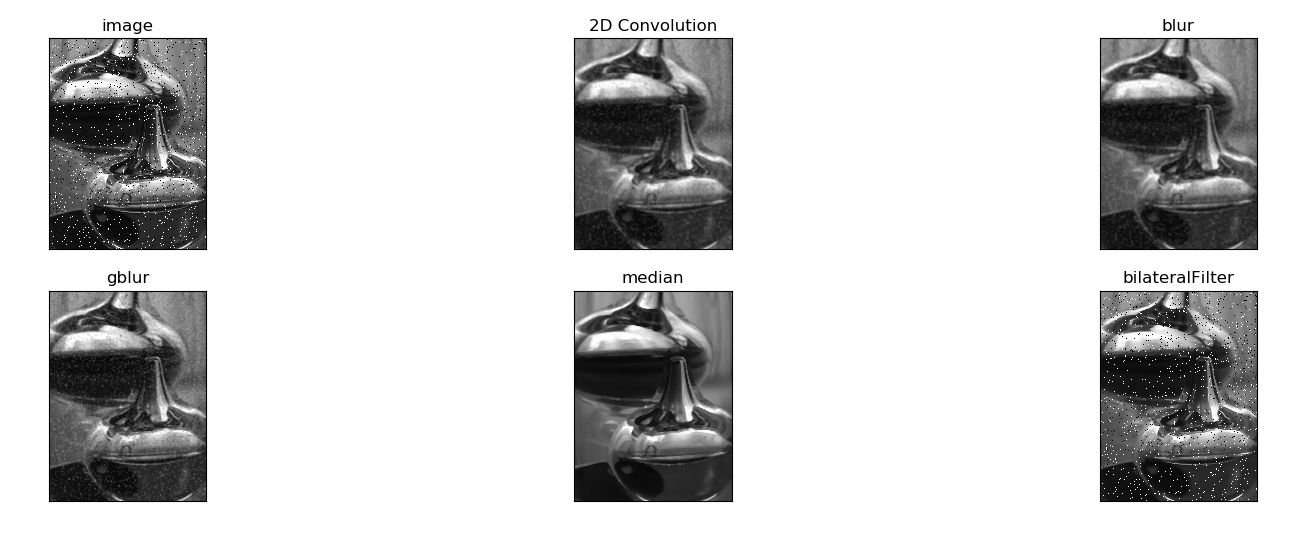 image
2D Convolution
blur
gblur
median
bilateralFilter